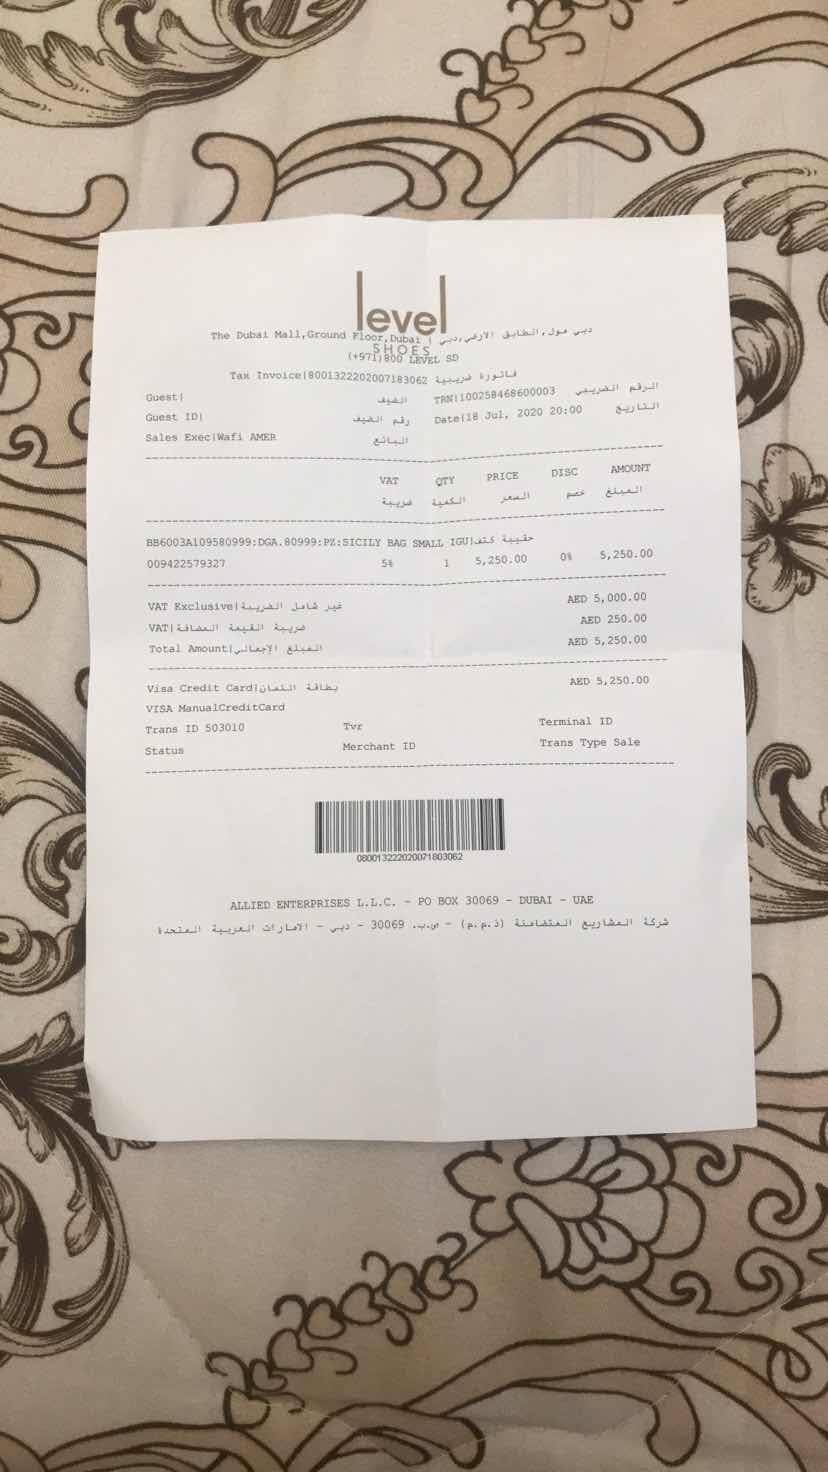 level
SHOES
The Dubai Mall,Ground Floor,Dubai | دبي مول,الطابق الارضي,دبي
(+971)800 LEVEL SD
Tax Invoice|8001322202007183062 فاتورة ضريبية
Guest| الضيف TRN|100258468600003 الرقم الضريبي
Guest ID| رقم الضيف Date|18 Jul, 2020 20:00 التاريخ
Sales Exec|Wafi AMER البائع
VAT QTY PRICE DISC AMOUNT
ضريبة الكمية السعر خصم المبلغ
BB6003A109580999:DGA.80999:PZ:SICILY BAG SMALL IGU|حقيبة كتف
009422579327 5% 1 5,250.00 0% 5,250.00
VAT Exclusive|غير شامل الضريبة AED 5,000.00
VAT|ضريبة القيمة المضافة AED 250.00
Total Amount|المبلغ الإجمالي AED 5,250.00
Visa Credit Card|بطاقة ائتمان AED 5,250.00
VISA ManualCreditCard
Trans ID 503010 Tvr Terminal ID
Status Merchant ID Trans Type Sale
080013222020071803062
ALLIED ENTERPRISES L.L.C. - PO BOX 30069 - DUBAI - UAE
شركة المشاريع المتضامنة (ذ.م.م) - ص.ب. 30069 - دبي - الامارات العربية المتحدة